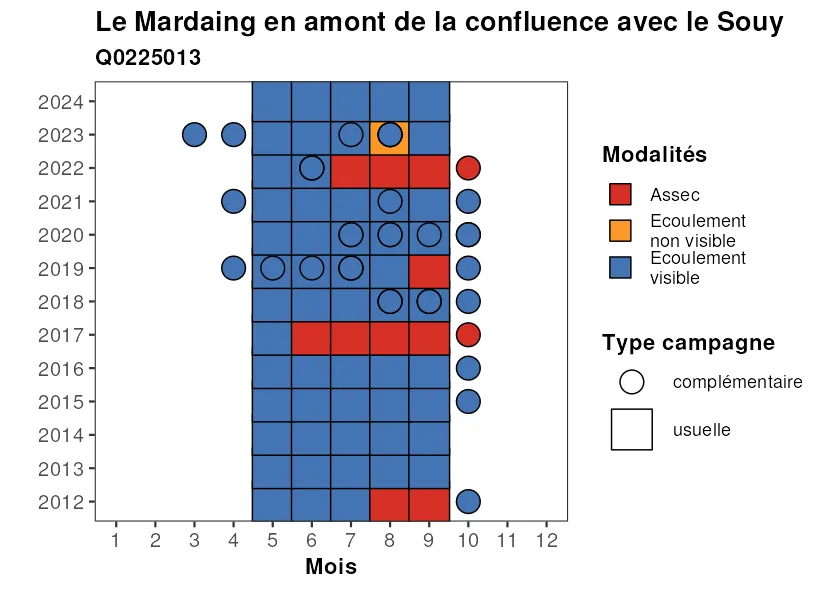 Le Mardaing en amont de la confluence avec le Souy
Q0225013
2024
2023
2022
2021
2020
2019
2018
2017
2016
2015
2014
2013
2012
1 2 3 4 5 6 7 8 9 10 11 12
Mois
Modalités
Assec
Ecoulement
non visible
Ecoulement
visible
Type campagne
complémentaire
usuelle